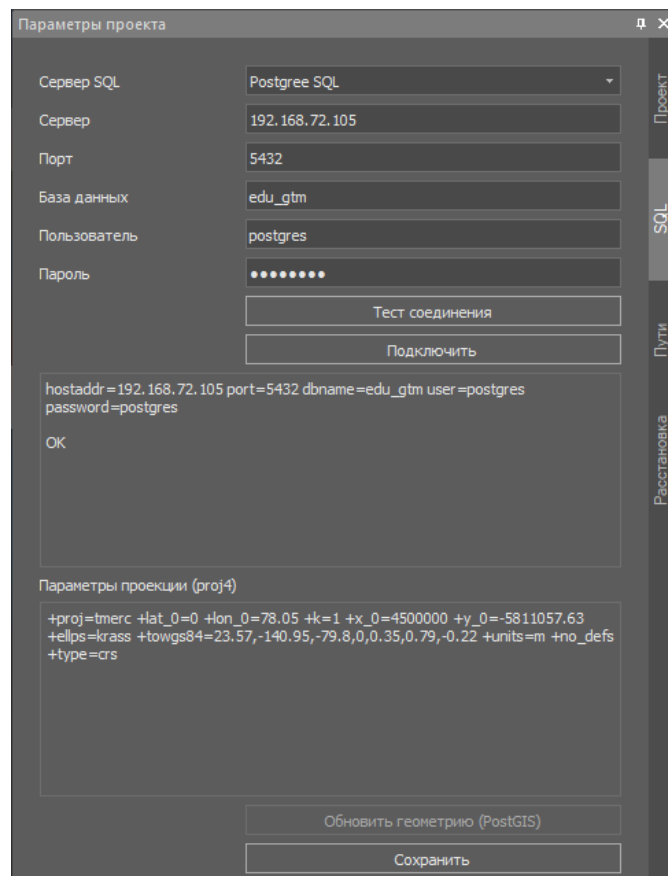 Параметры проекта
Сервер SQL
Postgree SQL
Сервер
192.168.72.105
Порт
5432
База данных
edu_gtm
Пользователь
postgres
Пароль
●●●●●●●●
Тест соединения
Подключить
hostaddr=192.168.72.105 port=5432 dbname=edu_gtm user=postgres
password=postgres
OK
Параметры проекции (proj4)
+proj=tmerc +lat_0=0 +lon_0=78.05 +k=1 +x_0=4500000 +y_0=-5811057.63
+ellps=krass +towgs84=23.57,-140.95,-79.8,0,0.35,0.79,-0.22 +units=m +no_defs
+type=crs
Обновить геометрию (PostGIS)
Сохранить
Проект
SQL
Пути
Расстановка